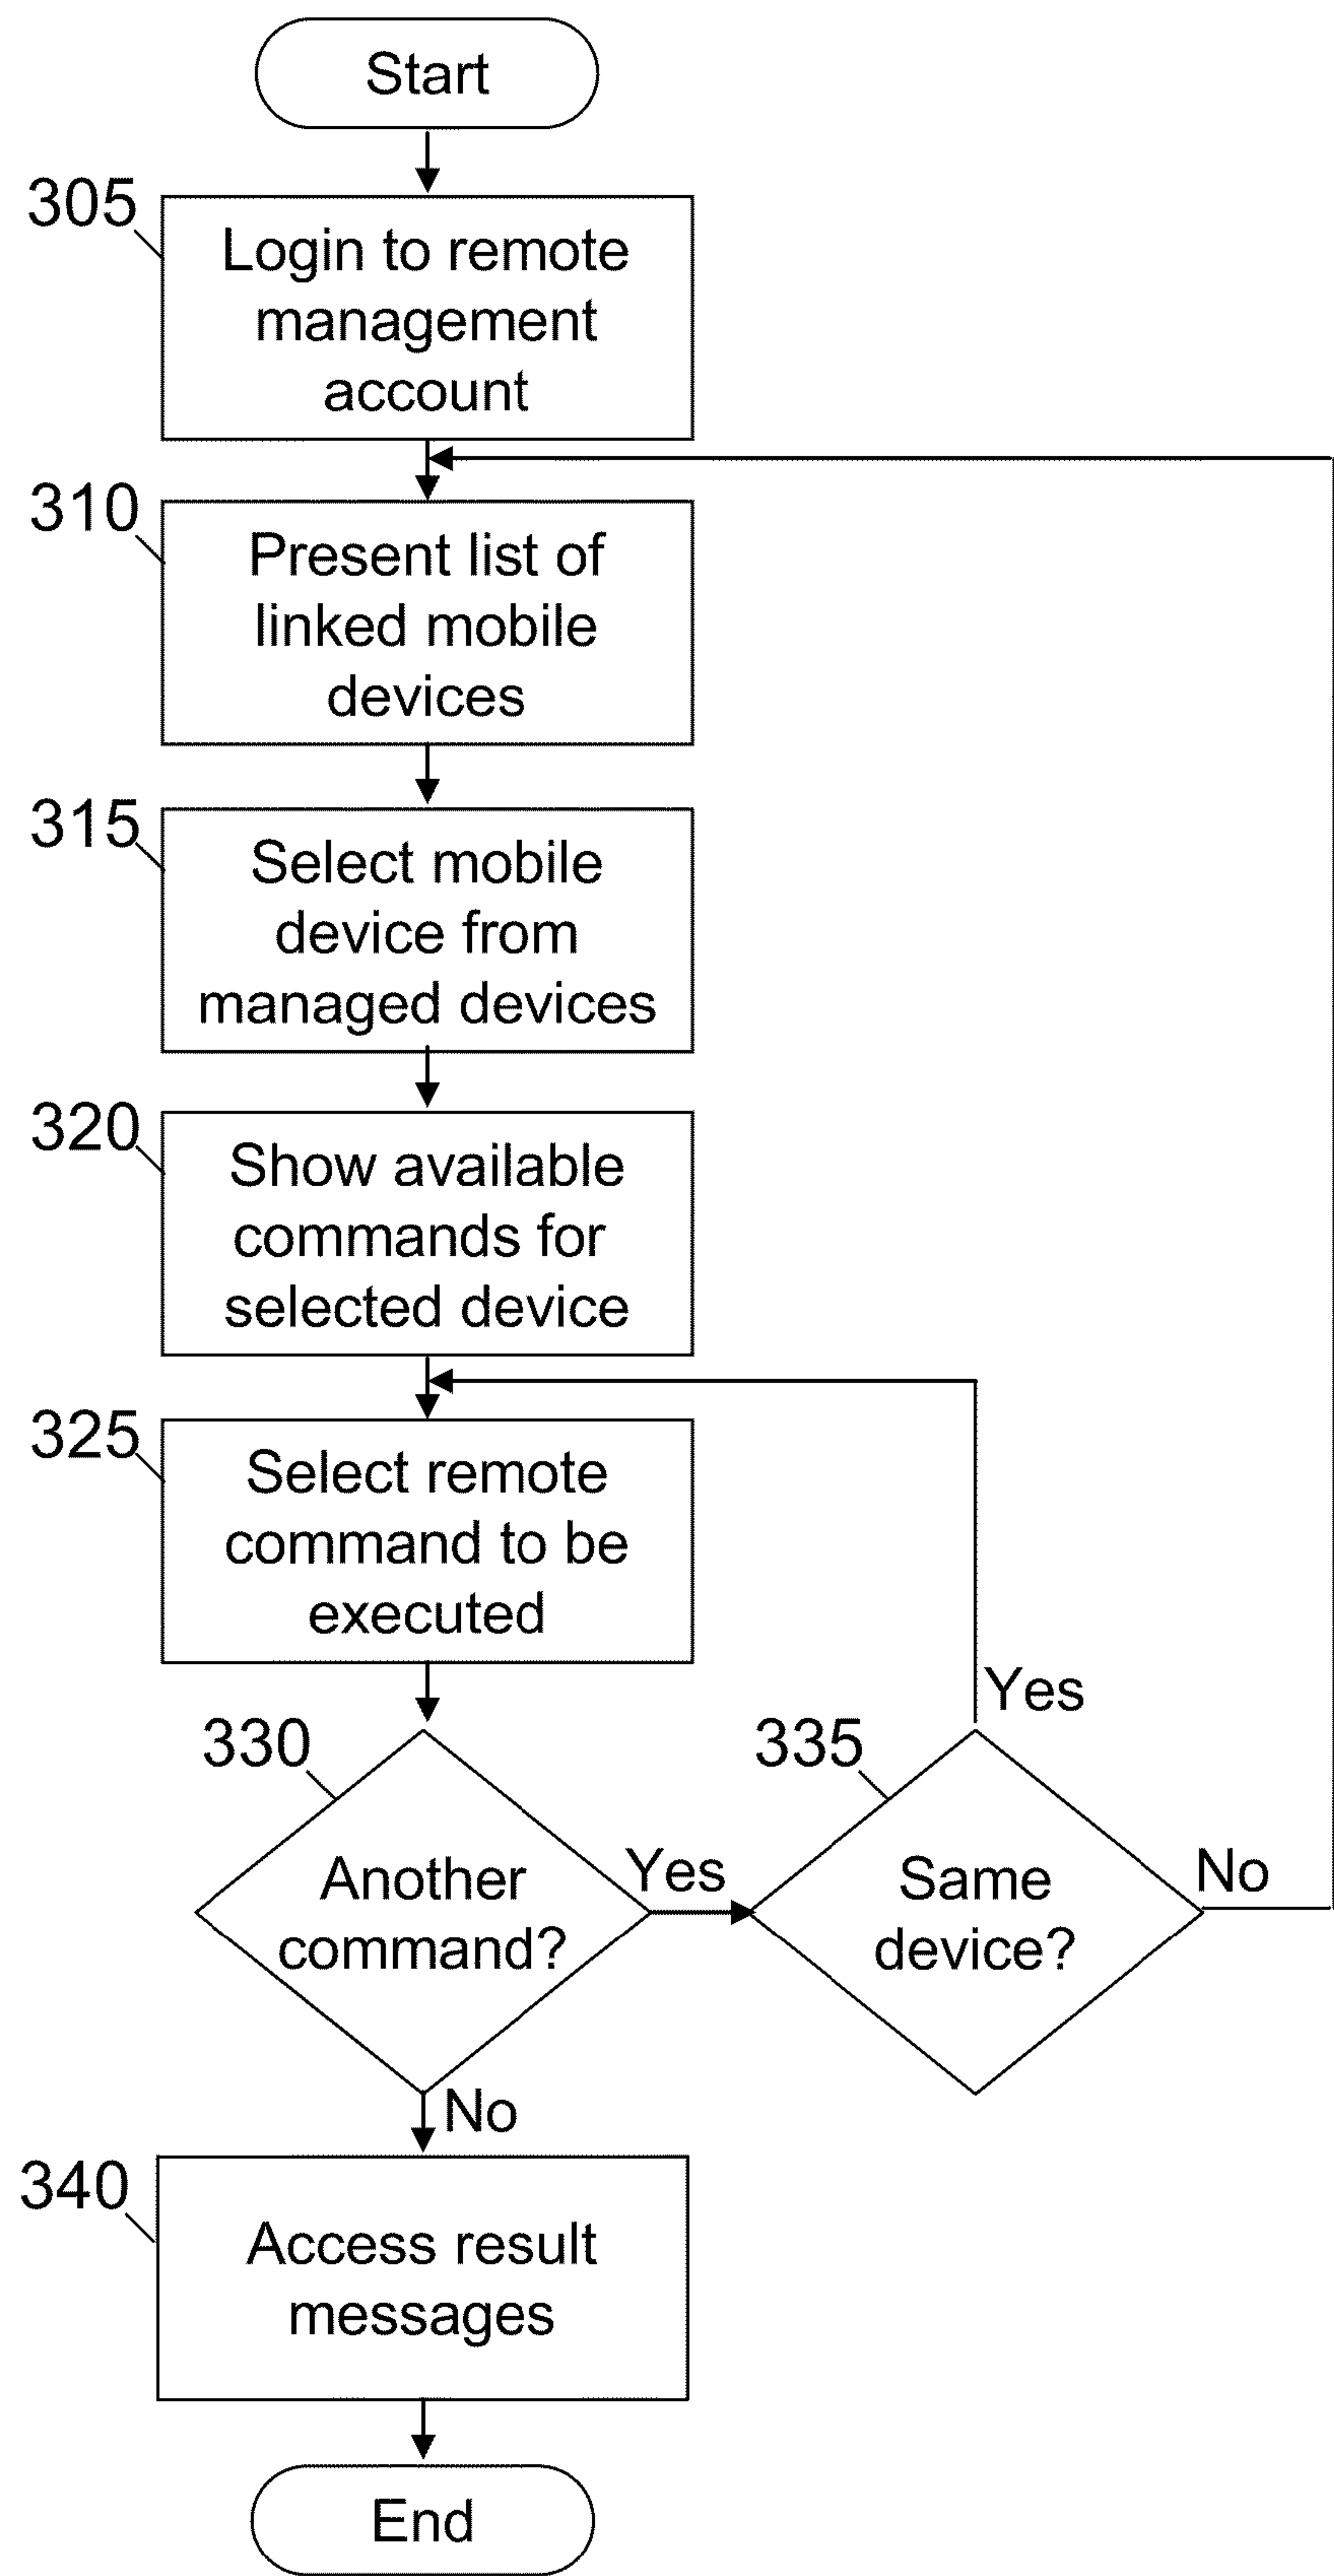 Start
305
Login to remote
management
account
310
Present list of
linked mobile
devices
315
Select mobile
device from
managed devices
320
Show available
commands for
selected device
325
Select remote
command to be
executed
330
Another
command?
Yes
335
Same
device?
Yes
No
No
340
Access result
messages
End